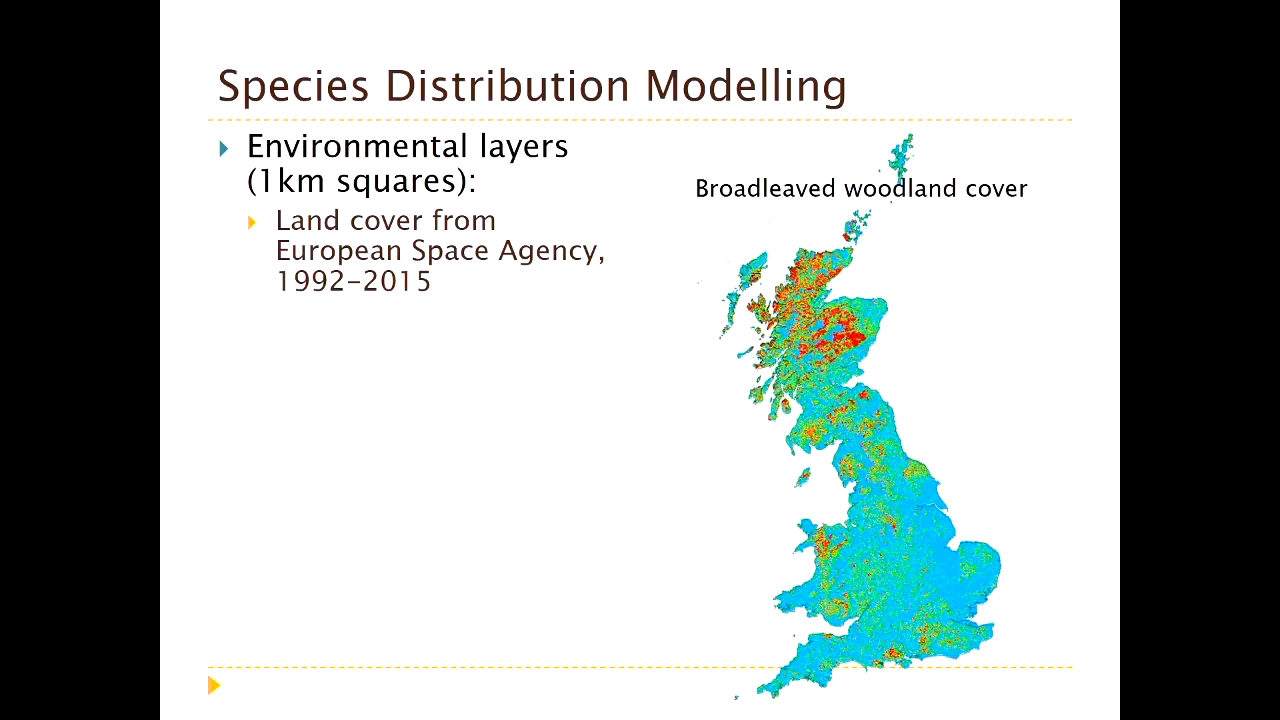 Species Distribution Modelling
Environmental layers
(1km squares):
Land cover from
European Space Agency,
1992-2015
Broadleaved woodland cover